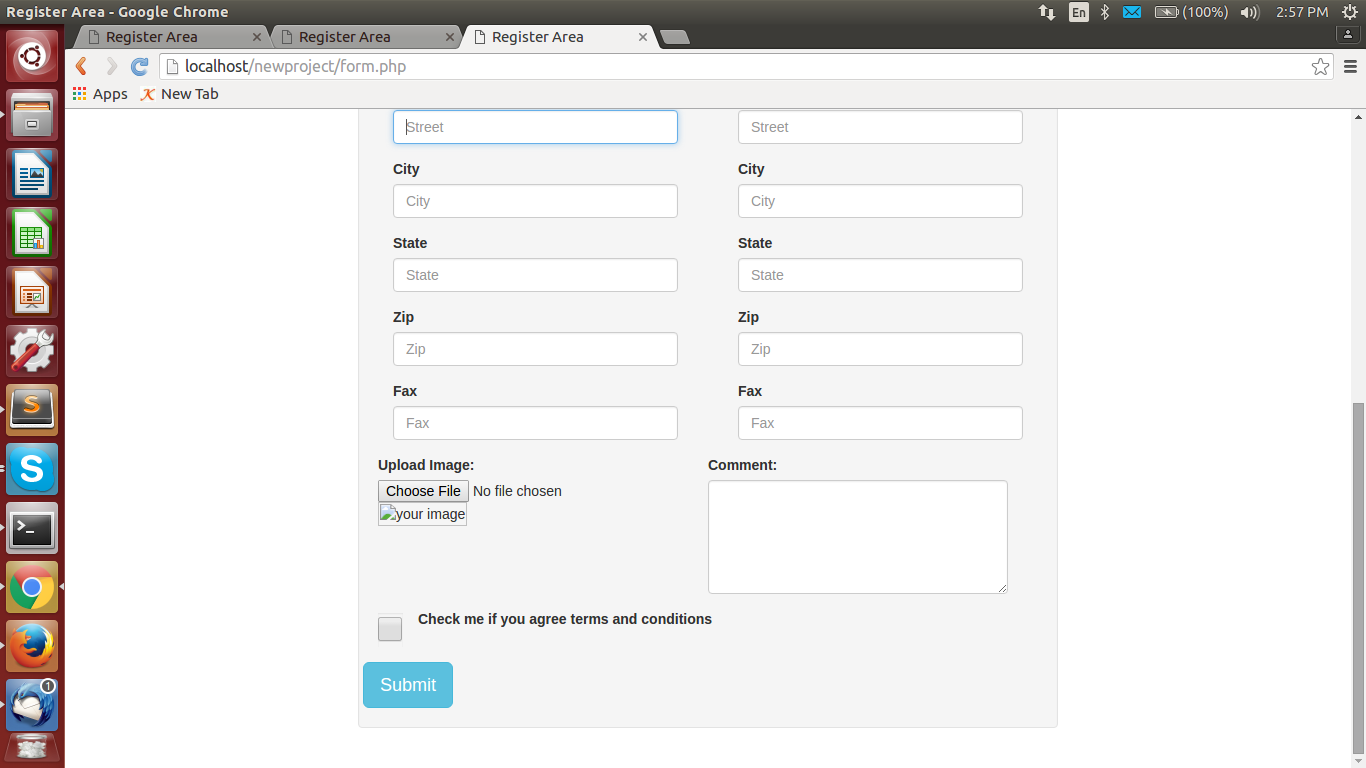 Register Area - Google Chrome
En
(100%)
2:57 PM
Register Area
Register Area
Register Area
localhost/newproject/form.php
Apps
New Tab
Street
Street
City
City
City
City
State
State
State
State
Zip
Zip
Zip
Zip
Fax
Fax
Fax
Fax
Upload Image:
Comment:
Choose File No file chosen
your image
Check me if you agree terms and conditions
Submit
S
S
>_
1